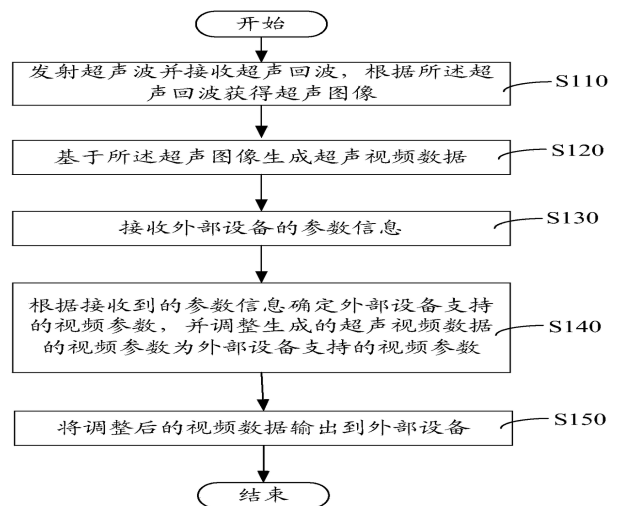 开始
发射超声波并接收超声回波，根据所述超
声回波获得超声图像
S110
基于所述超声图像生成超声视频数据
S120
接收外部设备的参数信息
S130
根据接收到的参数信息确定外部设备支持
的视频参数，并调整生成的超声视频数据
的视频参数为外部设备支持的视频参数
S140
将调整后的视频数据输出到外部设备
S150
结束